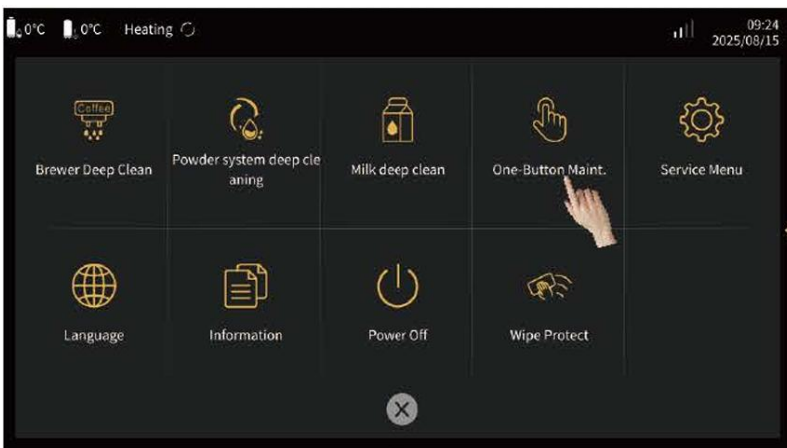 0°C 0°C Heating
09:24
2025/08/15
Coffee
Brewer Deep Clean
Powder system deep cle
aning
Milk deep clean
One-Button Maint.
Service Menu
Language
Information
Power Off
Wipe Protect